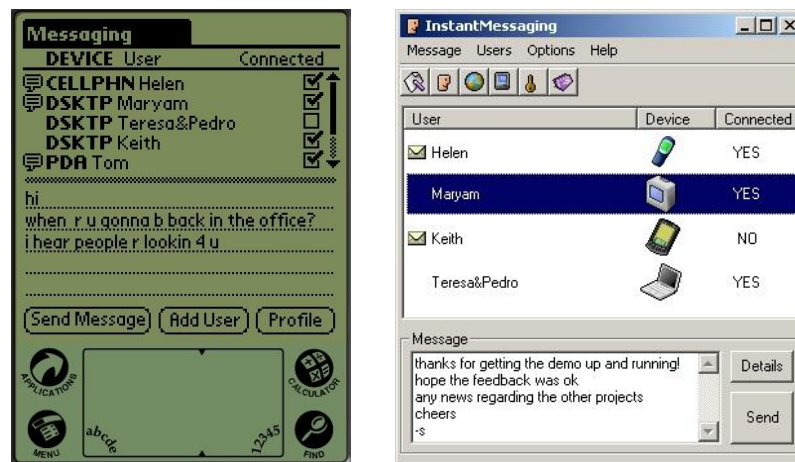 Messaging
DEVICE User Connected
CELLPHN Helen
DSKTP Maryam
DSKTP Teresa&Pedro
DSKTP Keith
PDA Tom
hi
when r u gonna b back in the office?
i hear people r lookin 4 u
Send Message Add User Profile
APPLICATIONS
CALCULATOR
MENU
abcde
12345
FIND
InstantMessaging
Message Users Options Help
User Device Connected
Helen YES
Maryam YES
Keith NO
Teresa&Pedro YES
Message
thanks for getting the demo up and running!
hope the feedback was ok
any news regarding the other projects
cheers
-s
Details
Send